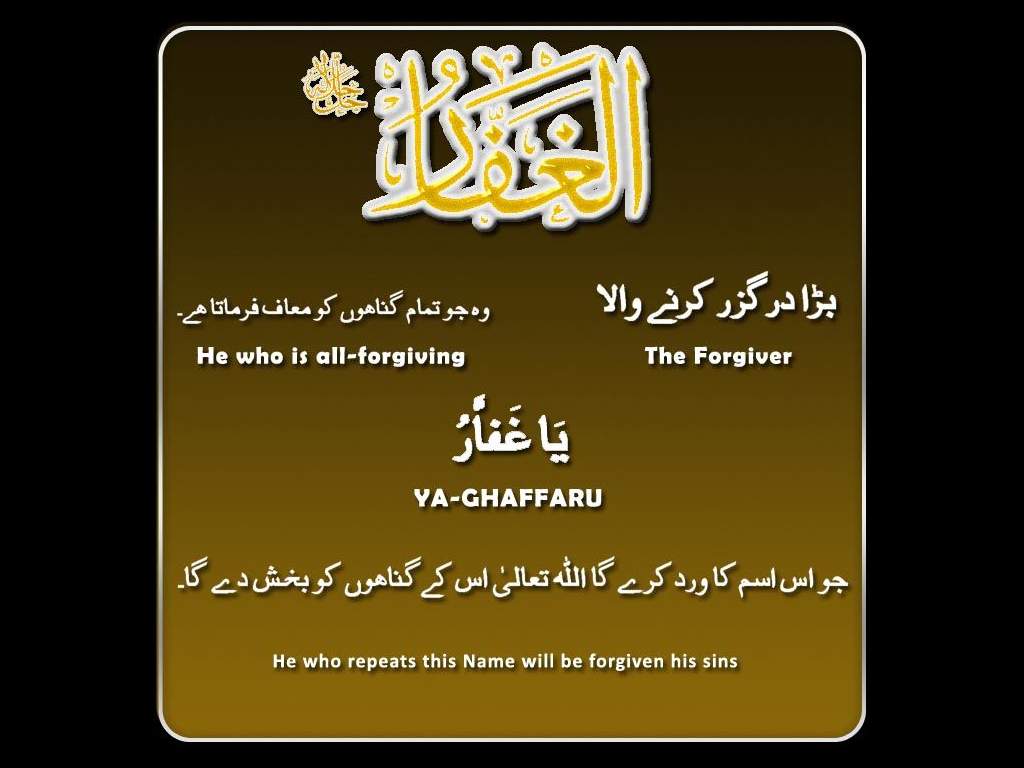 الغَفَّارُ جل جلاله
بڑا درگزر کرنے والا
The Forgiver
وہ جو تمام گناھوں کو معاف فرماتا ھے۔
He who is all-forgiving
يَا غَفَّارُ
YA-GHAFFARU
جو اس اسم کا ورد کرے گا اللہ تعالیٰ اس کے گناھوں کو بخش دے گا۔
He who repeats this Name will be forgiven his sins